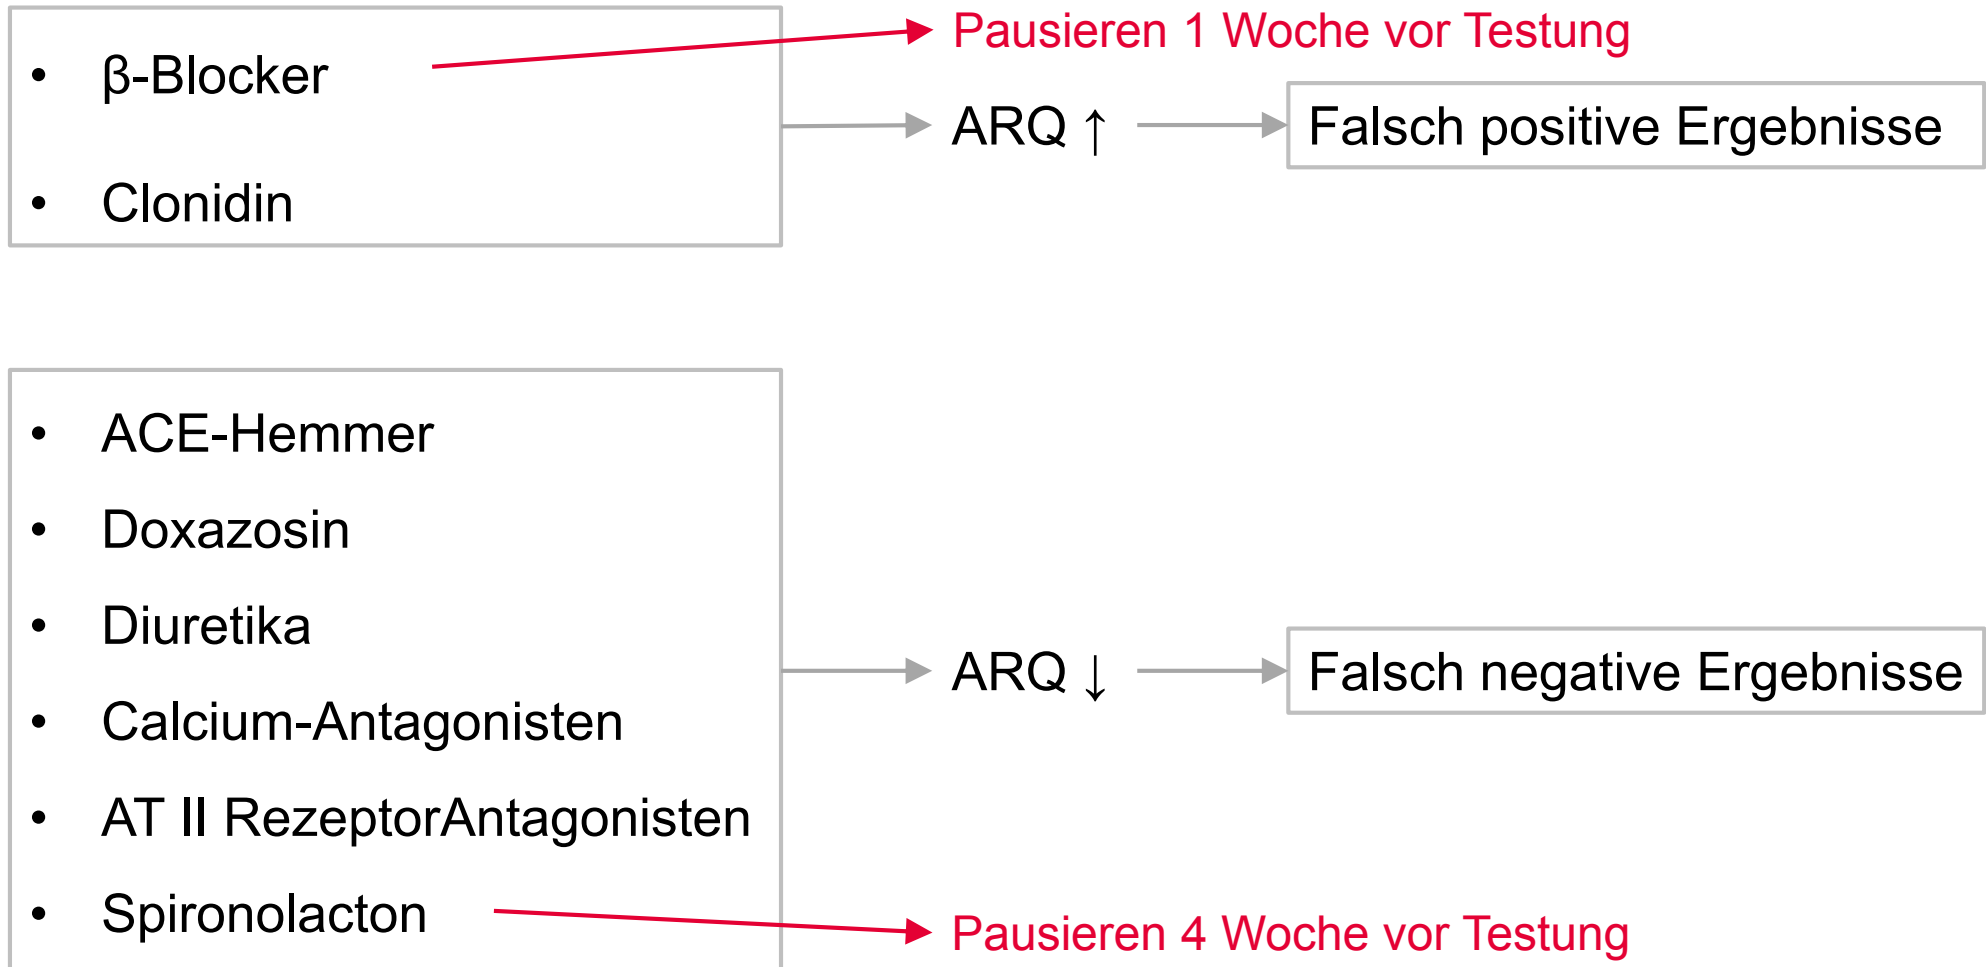 Pausieren 1 Woche vor Testung
• β-Blocker
ARQ ↑
Falsch positive Ergebnisse
• Clonidin
• ACE-Hemmer
• Doxazosin
• Diuretika
ARQ ↓
Falsch negative Ergebnisse
• Calcium-Antagonisten
• AT II RezeptorAntagonisten
• Spironolacton
Pausieren 4 Woche vor Testung